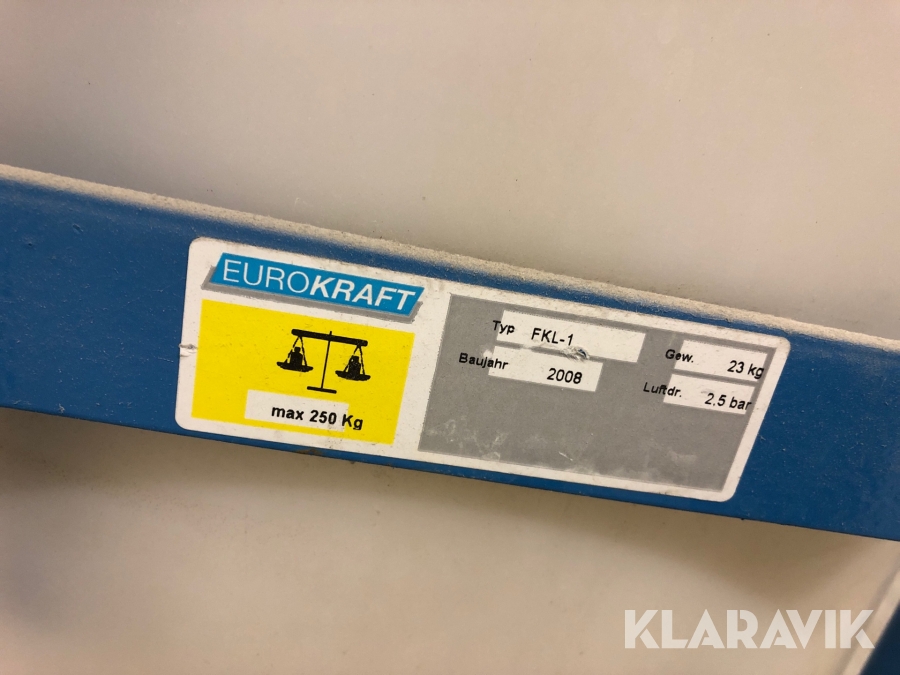 EUROKRAFT
max 250 Kg
Typ FKL-1
Baujahr 2008
Gew. 23 kg
Luftdr. 2,5 bar
KLARAVIK